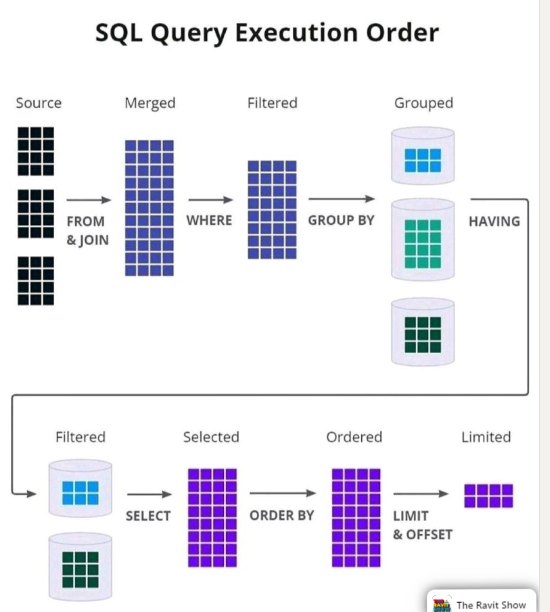 SQL Query Execution Order
Source
Merged
Filtered
Grouped
FROM
& JOIN
WHERE
GROUP BY
HAVING
Filtered
Selected
Ordered
Limited
SELECT
ORDER BY
LIMIT
& OFFSET
The Ravit Show